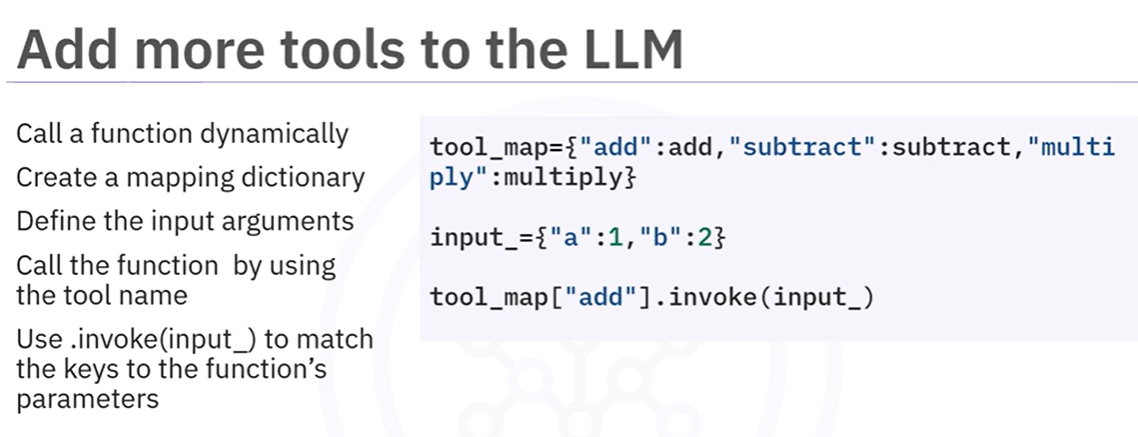 Add more tools to the LLM
Call a function dynamically
Create a mapping dictionary
Define the input arguments
Call the function  by using
the tool name
Use .invoke(input_) to match
the keys to the function’s
parameters
tool_map={"add":add,"subtract":subtract,"multi
ply":multiply}
input_={"a":1,"b":2}
tool_map["add"].invoke(input_)